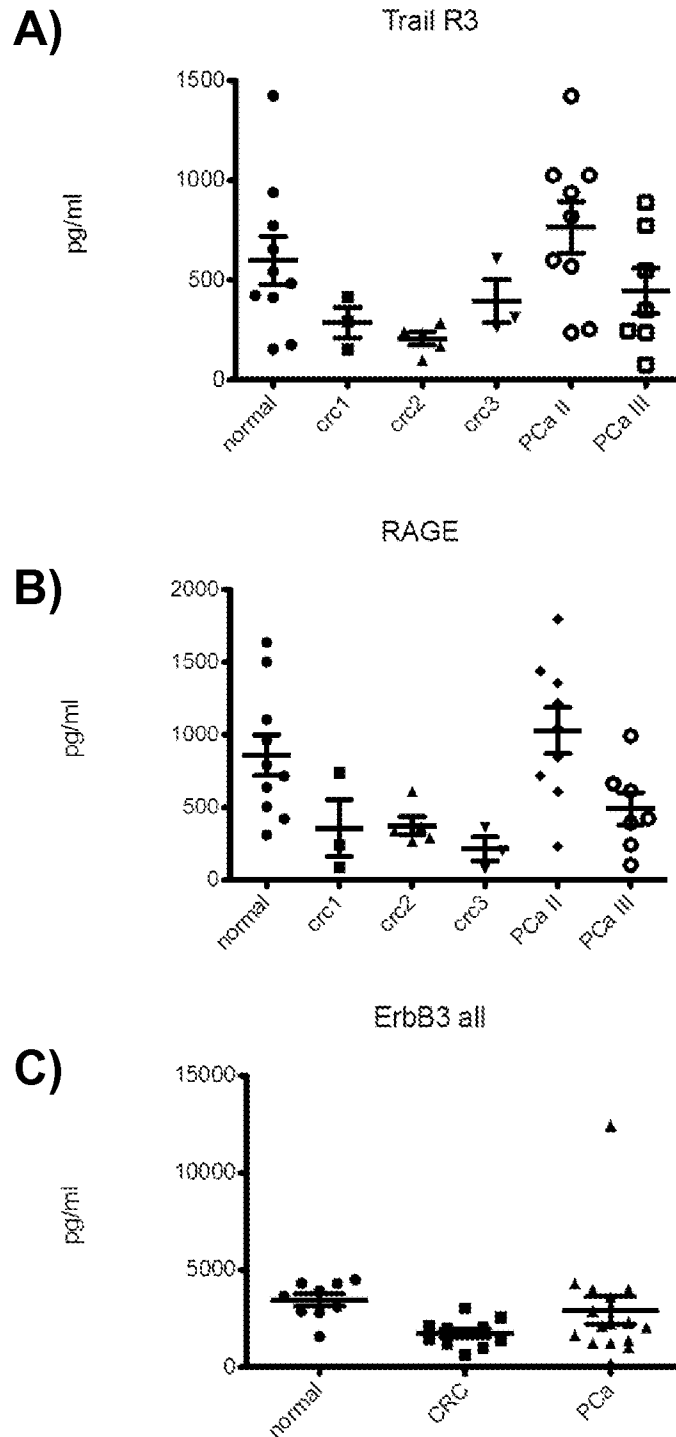 A)
Trail R3
1500
1000
500
0
pg/ml
normal
crc1
crc2
crc3
PCa II
PCa III
B)
RAGE
2000
1500
1000
500
0
pg/ml
normal
crc1
crc2
crc3
PCa II
PCa III
C)
ErbB3 all
15000
10000
5000
0
pg/ml
normal
CRC
PCa